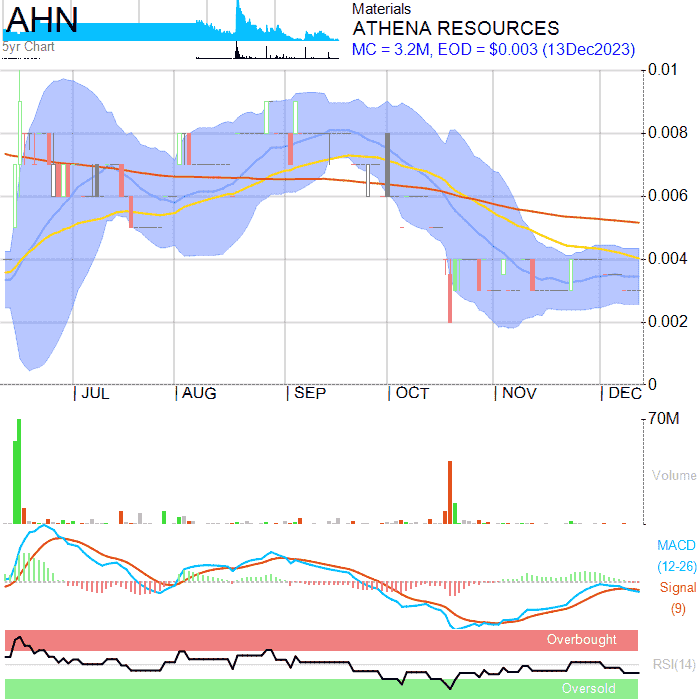 AHN
5yr Chart
Materials
ATHENA RESOURCES
MC = 3.2M, EOD = $0.003 (13Dec2023)
0.01
0.008
0.006
0.004
0.002
0
| JUL | AUG | SEP | OCT | NOV | DEC
70M
Volume
MACD
(12-26)
Signal
(9)
Overbought
RSI(14)
Oversold